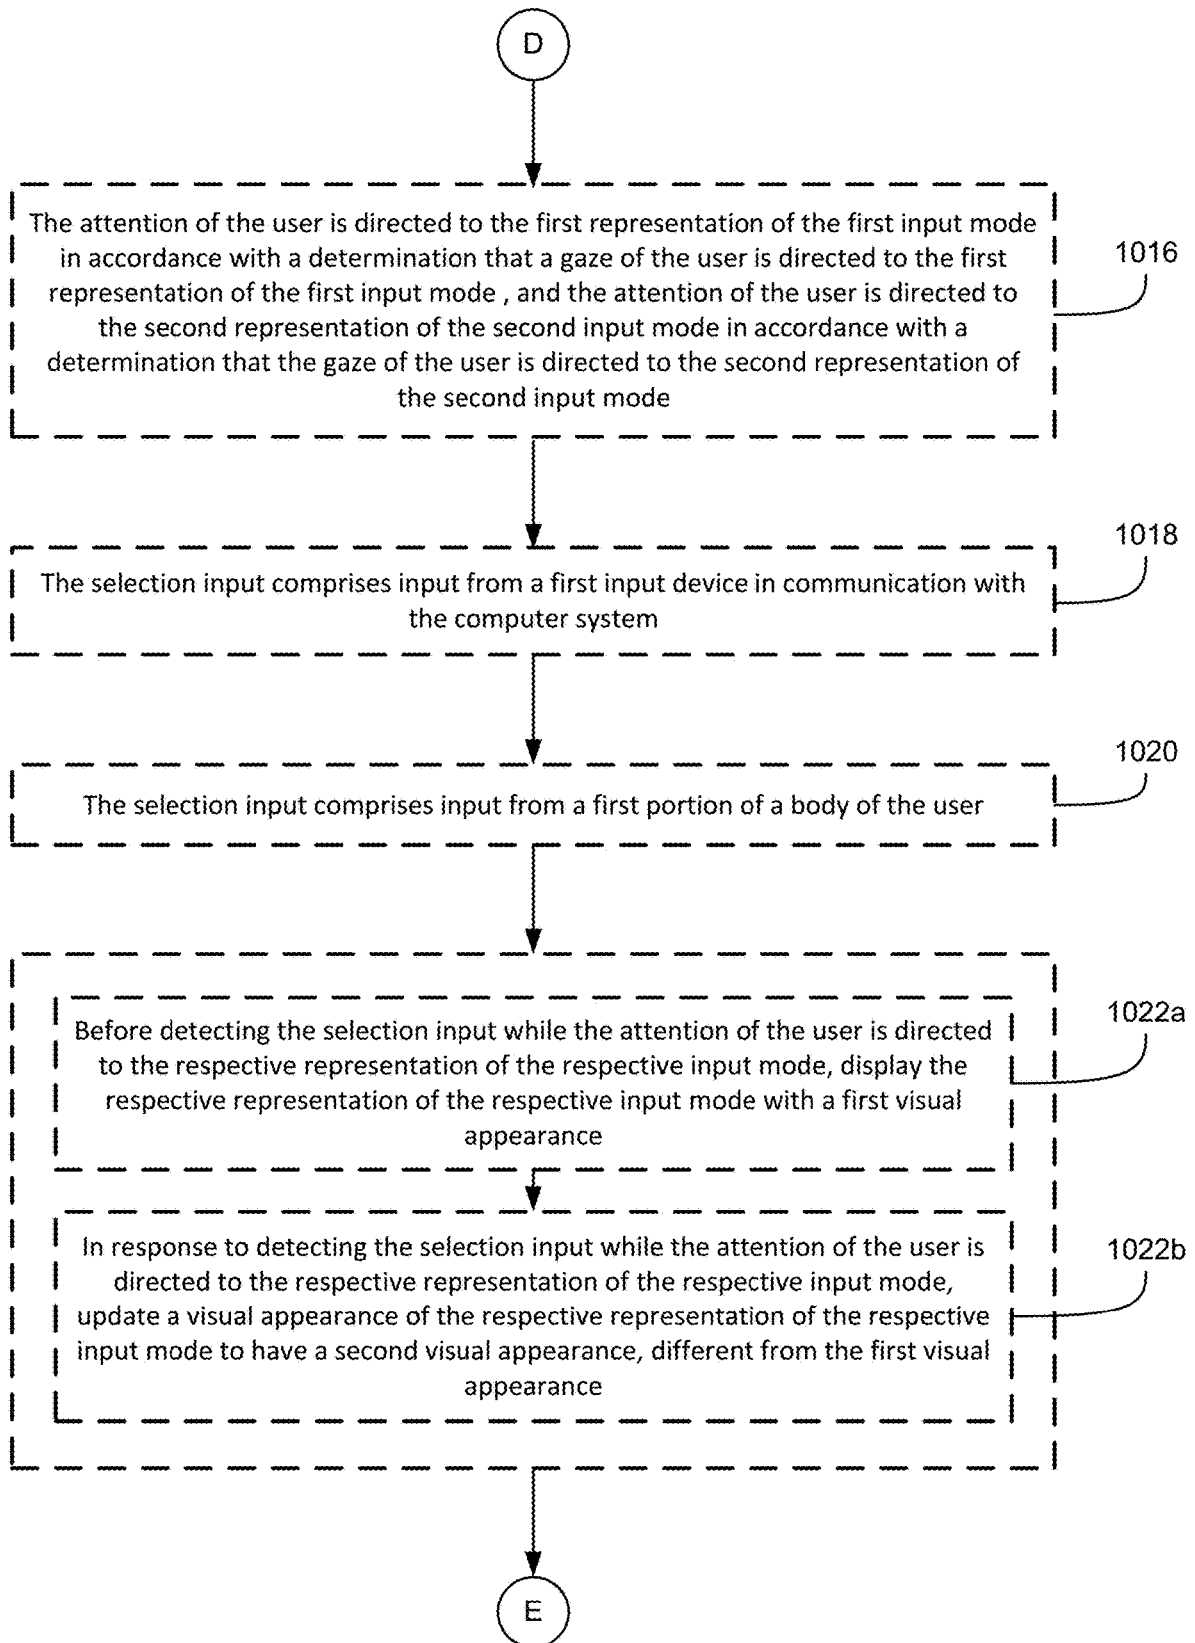 D
The attention of the user is directed to the first representation of the first input mode
in accordance with a determination that a gaze of the user is directed to the first
representation of the first input mode , and the attention of the user is directed to
the second representation of the second input mode in accordance with a
determination that the gaze of the user is directed to the second representation of
the second input mode
1016
The selection input comprises input from a first input device in communication with
the computer system
1018
The selection input comprises input from a first portion of a body of the user
1020
Before detecting the selection input while the attention of the user is directed
to the respective representation of the respective input mode, display the
respective representation of the respective input mode with a first visual
appearance
1022a
In response to detecting the selection input while the attention of the user is
directed to the respective representation of the respective input mode,
update a visual appearance of the respective representation of the respective
input mode to have a second visual appearance, different from the first visual
appearance
1022b
E